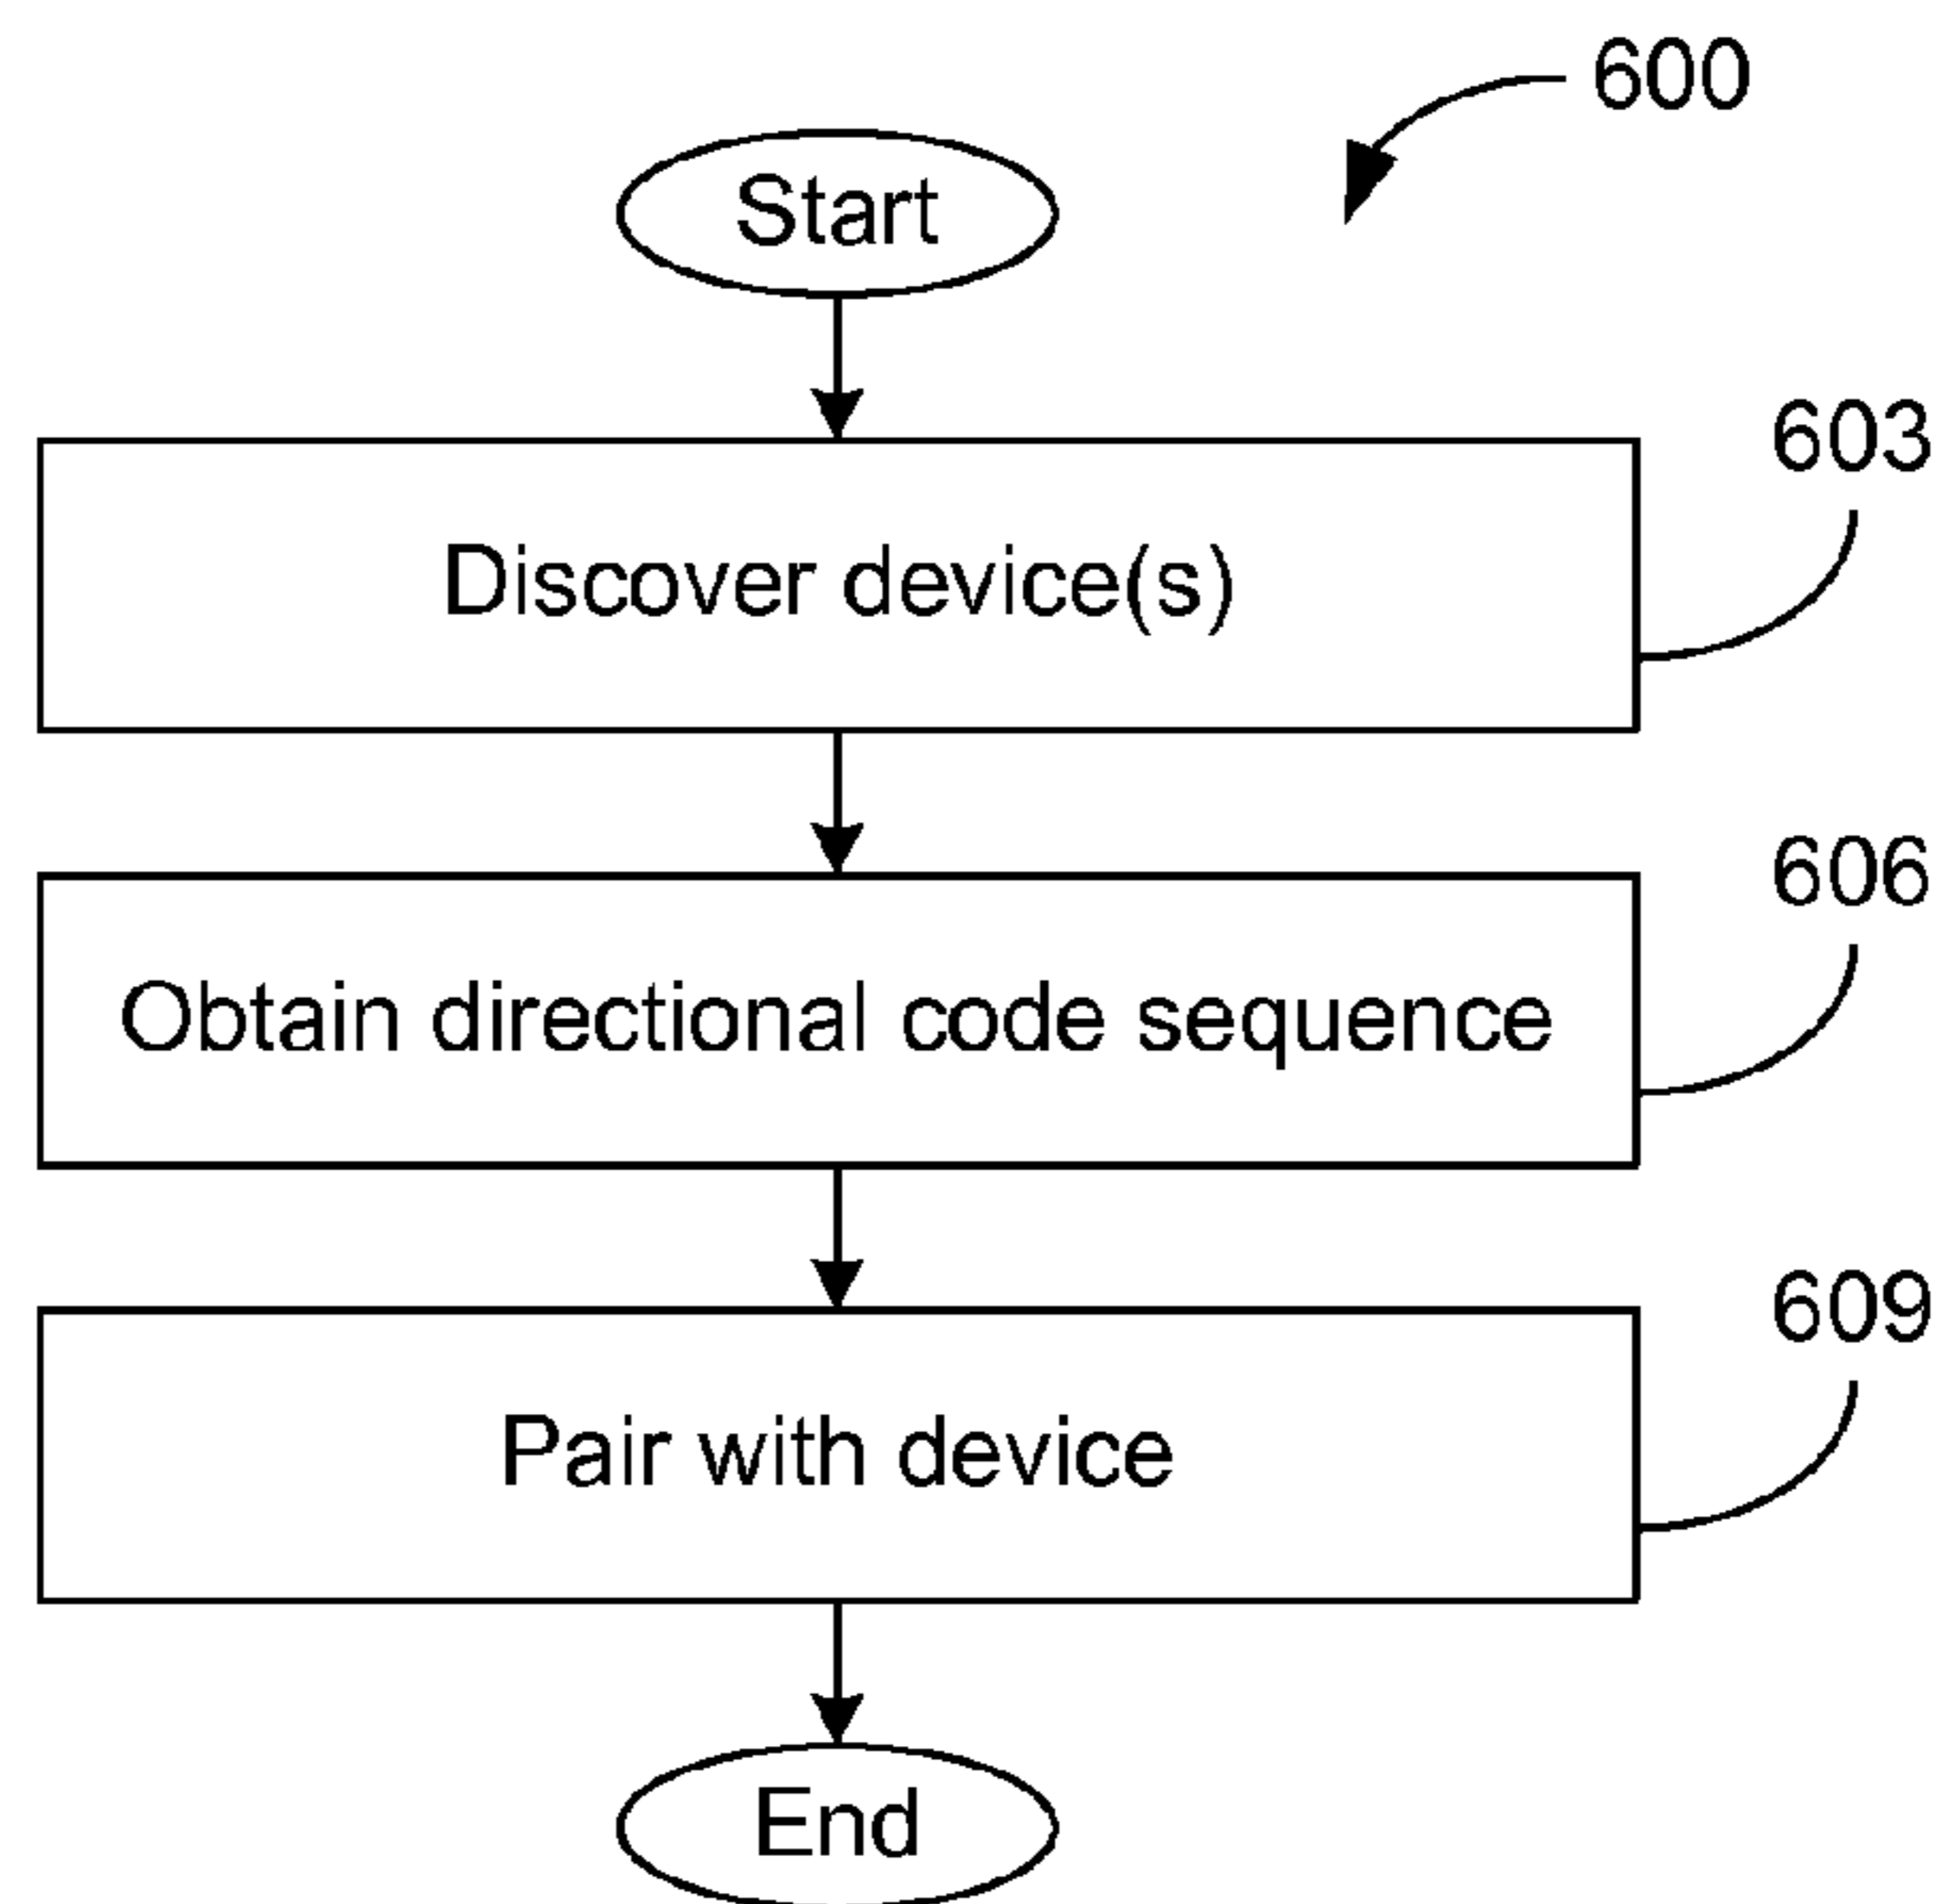 600
Start
603
Discover device(s)
606
Obtain directional code sequence
609
Pair with device
End